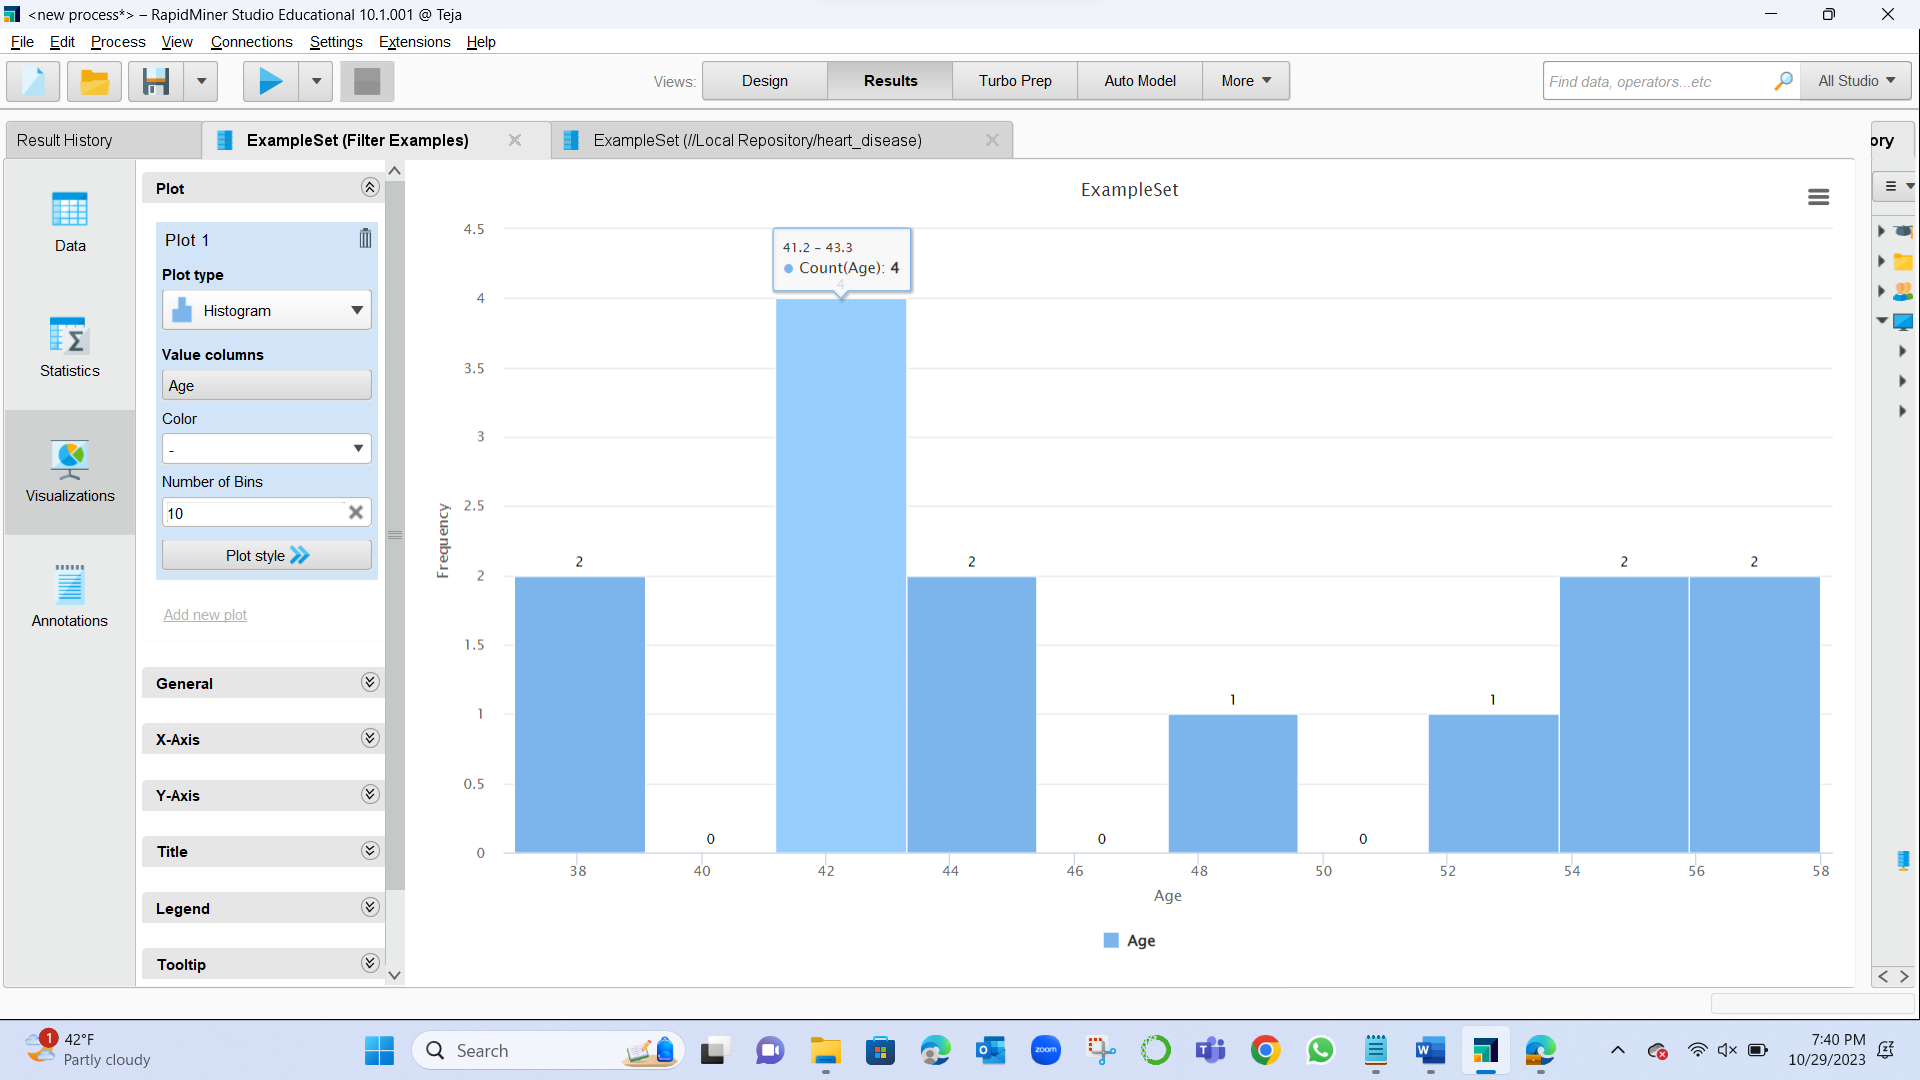 <new process*> – RapidMiner Studio Educational 10.1.001 @ Teja
File Edit Process View Connections Settings Extensions Help
Views: Design Results Turbo Prep Auto Model More
Find data, operators...etc
All Studio
Result History
ExampleSet (Filter Examples)
ExampleSet (//Local Repository/heart_disease)
ory
Data
Statistics
Visualizations
Annotations
Plot
Plot 1
Plot type
Histogram
Value columns
Age
Color
-
Number of Bins
10
Plot style
Add new plot
General
X-Axis
Y-Axis
Title
Legend
Tooltip
ExampleSet
41.2 – 43.3
Count(Age): 4
4
4.5
4
3.5
3
2.5
2
1.5
1
0.5
0
Frequency
2
0
2
0
1
0
1
2
2
38 40 42 44 46 48 50 52 54 56 58
Age
Age
1
42°F
Partly cloudy
Search
zoom
7:40 PM
10/29/2023